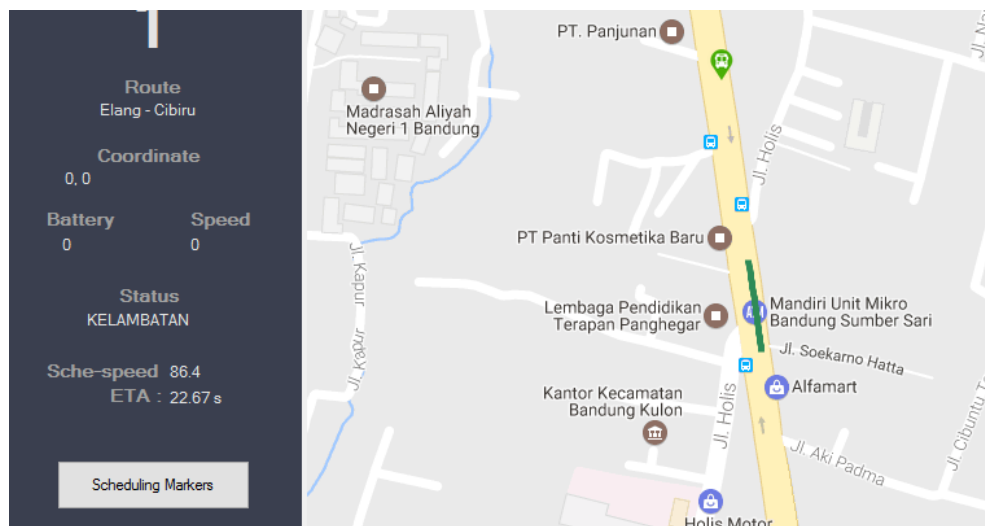 Route
Elang - Cibiru
Coordinate
0, 0
Battery
Speed
0
0
Status
KELAMBATAN
Sche-speed 86.4
ETA : 22.67 s
Scheduling Markers
PT. Panjunan
Madrasah Aliyah
Negeri 1 Bandung
Jl. Holis
PT Panti Kosmetika Baru
Jl. Kapur
Jl. Kapur
Lembaga Pendidikan
Terapan Panghegar
Mandiri Unit Mikro
Bandung Sumber Sari
Jl. Soekarno Hatta
Alfamart
Kantor Kecamatan
Bandung Kulon
Jl. Holis
Jl. Aki Padma
Holis Motor